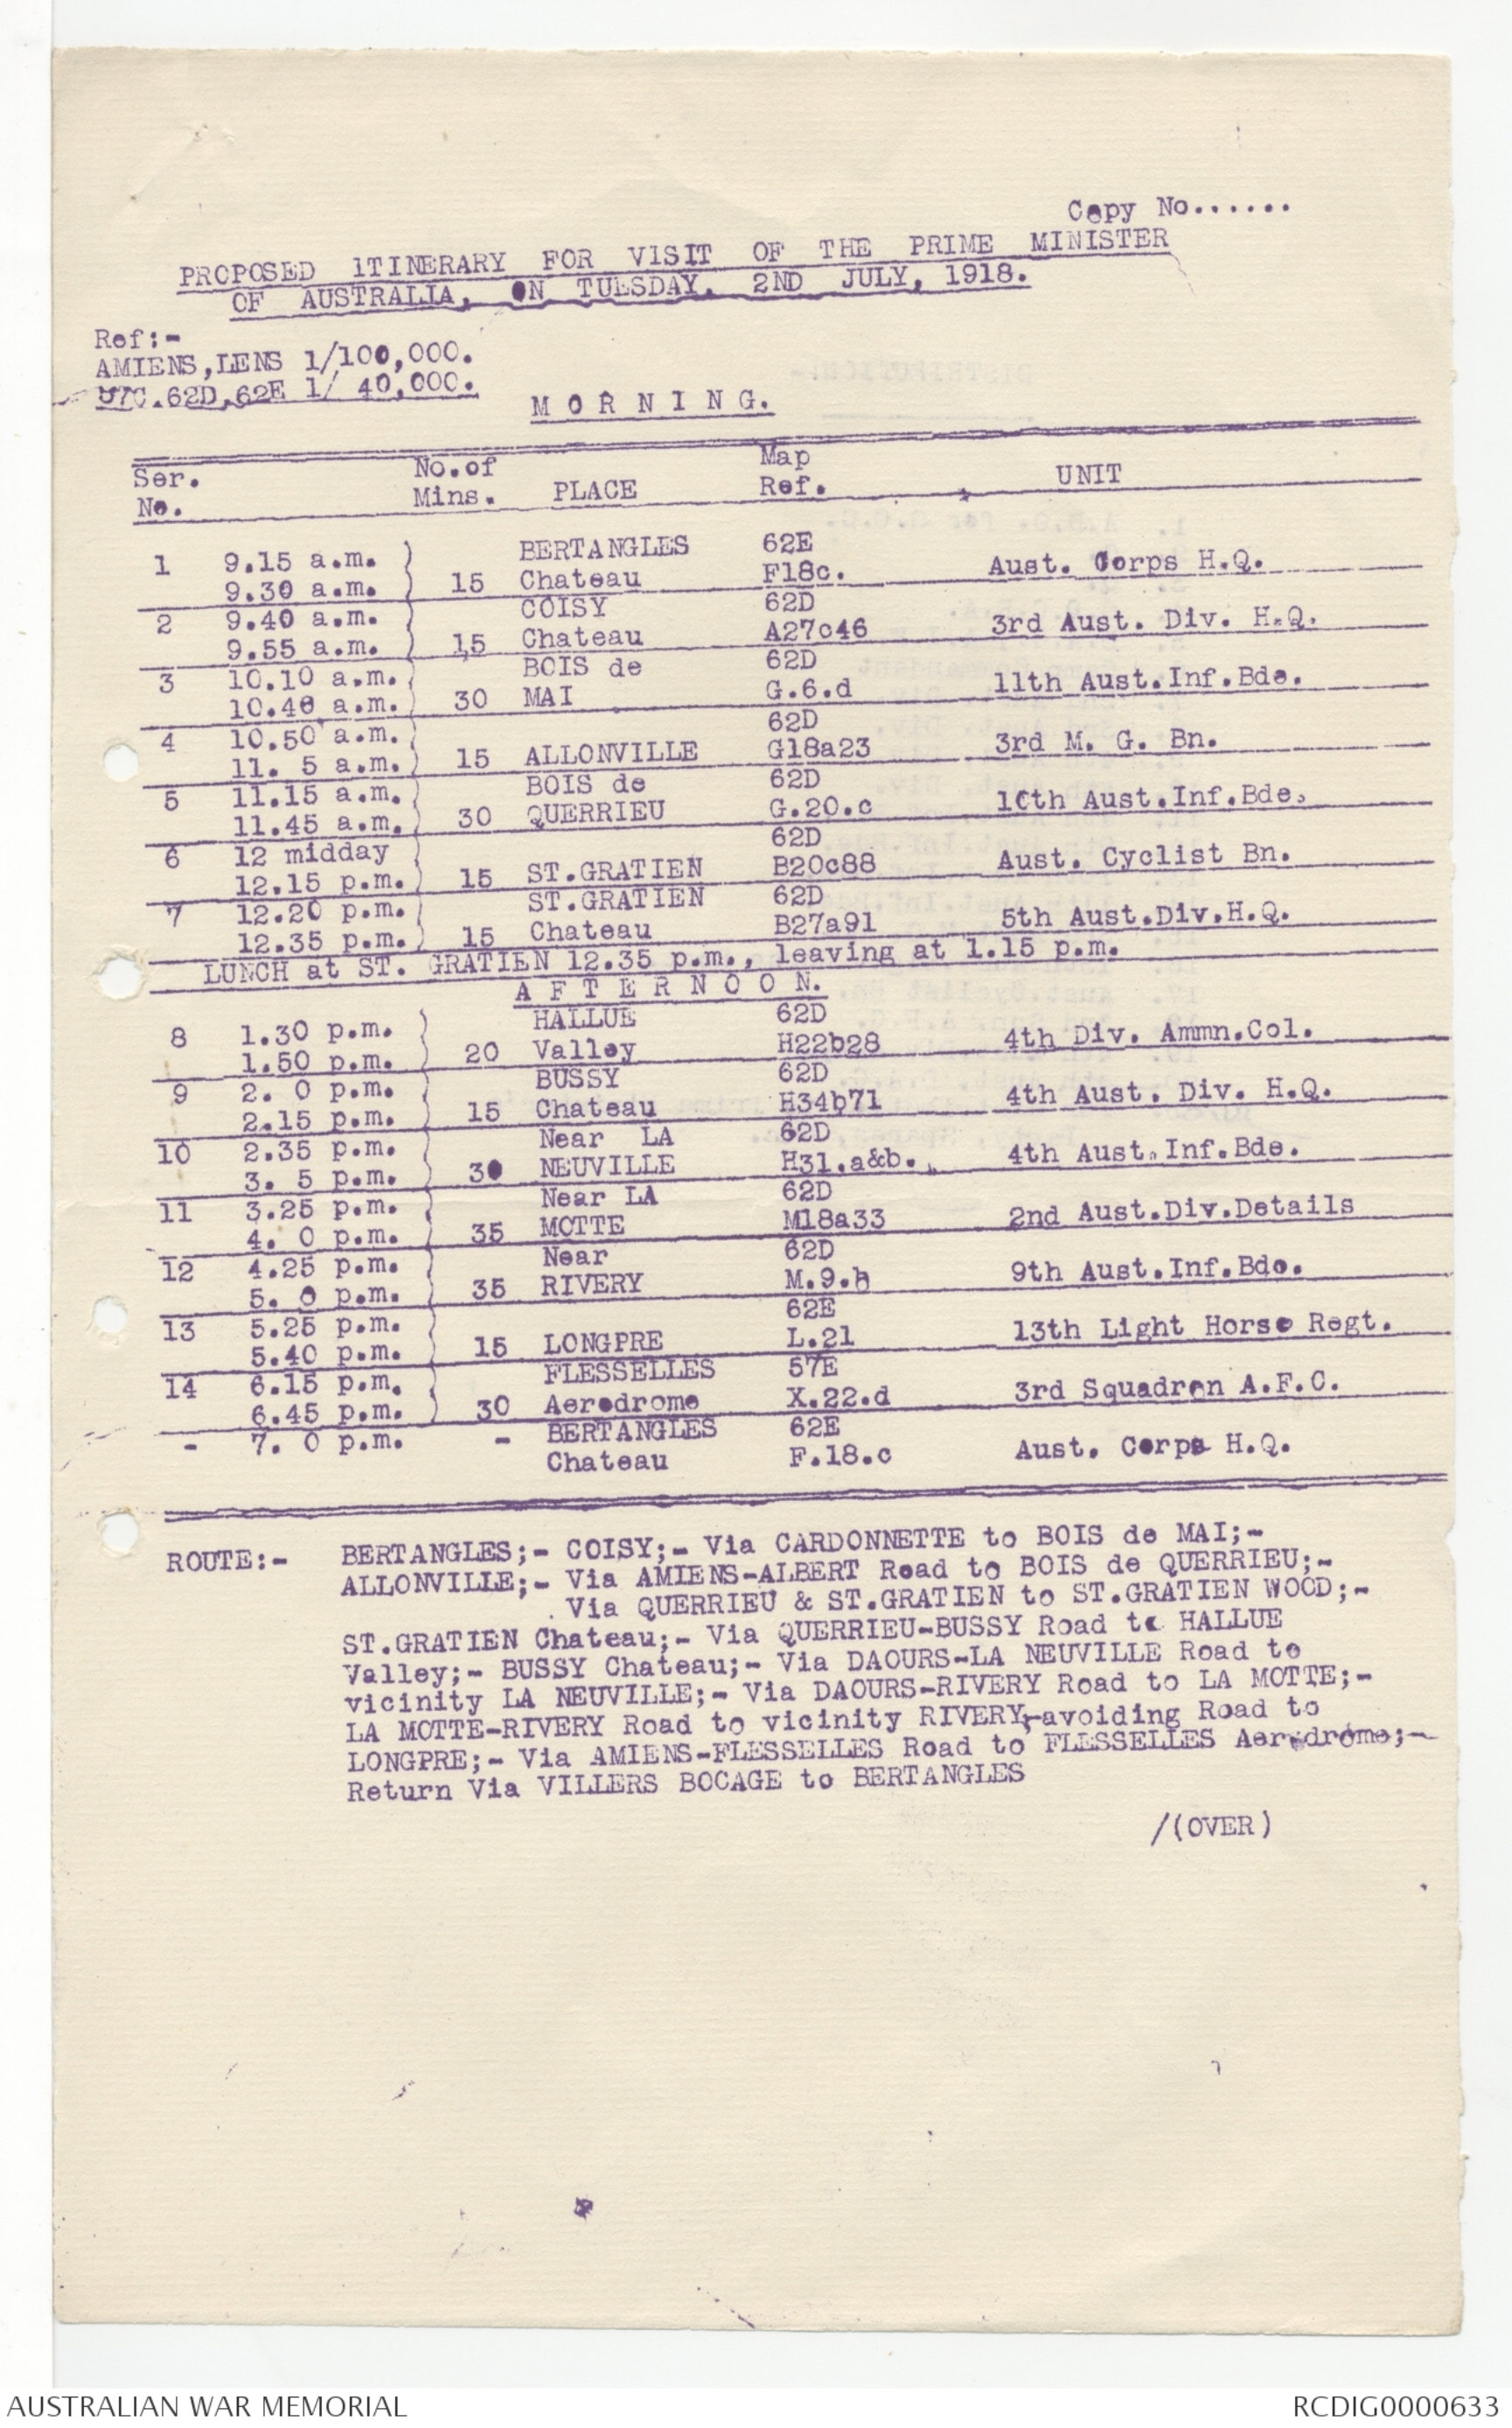 Copy No......
PROPOSED 1TINERARY FOR V1SIT OF THE PRIME MINISTER
OF AUSTRALIA, ON TUESDAY, 2ND JULY, 1918.
Ref:-
AMIENS,LENS 1/100,000.
57C.62D,62E 1/ 40,000.
M O R N I N G.
Ser. No. No.of Mins. PLACE Map Ref. UNIT
1 9.15 a.m. BERTANGLES 62E
9.30 a.m. 15 Chateau F18c. Aust. Corps H.Q.
2 9.40 a.m. COISY 62D
9.55 a.m. 15 Chateau A27c46 3rd Aust. Div. H.Q.
3 10.10 a.m. BOIS de 62D
10.40 a.m. 30 MAI G.6.d 11th Aust.Inf.Bde.
4 10.50 a.m. 62D
11. 5 a.m. 15 ALLONVILLE G18a23 3rd M. G. Bn.
5 11.15 a.m. BOIS de 62D
11.45 a.m. 30 QUERRIEU G.20.c 10th Aust.Inf.Bde.
6 12 midday 62D
12.15 p.m. 15 ST.GRATIEN B20c88 Aust. Cyclist Bn.
7 12.20 p.m. ST.GRATIEN 62D
12.35 p.m. 15 Chateau B27a91 5th Aust.Div.H.Q.
LUNCH at ST. GRATIEN 12.35 p.m., leaving at 1.15 p.m.
A F T E R N O O N.
8 1.30 p.m. HALLUE 62D
1.50 p.m. 20 Valley H22b28 4th Div. Ammn.Col.
9 2. 0 p.m. BUSSY 62D
2.15 p.m. 15 Chateau H34b71 4th Aust. Div. H.Q.
10 2.35 p.m. Near LA 62D
3. 5 p.m. 30 NEUVILLE H31.a&b. 4th Aust. Inf.Bde.
11 3.25 p.m. Near LA 62D
4. 0 p.m. 35 MOTTE M18a33 2nd Aust.Div.Details
12 4.25 p.m. Near 62D
5. 0 p.m. 35 RIVERY M.9.b 9th Aust.Inf.Bde.
13 5.25 p.m. 62E
5.40 p.m. 15 LONGPRE L.21 13th Light Horse Regt.
14 6.15 p.m. FLESSELLES 57E
6.45 p.m. 30 Aerodrome X.22.d 3rd Squadron A.F.C.
- 7. 0 p.m. - BERTANGLES 62E
Chateau F.18.c Aust. Corps H.Q.
ROUTE:- BERTANGLES;- COISY;- Via CARDONNETTE to BOIS de MAI;-
ALLONVILLE;- Via AMIENS-ALBERT Road to BOIS de QUERRIEU;-
Via QUERRIEU & ST.GRATIEN to ST.GRATIEN WOOD;-
ST.GRATIEN Chateau;- Via QUERRIEU-BUSSY Road to HALLUE
Valley;- BUSSY Chateau;- Via DAOURS-LA NEUVILLE Road to
vicinity LA NEUVILLE;- Via DAOURS-RIVERY Road to LA MOTTE;-
LA MOTTE-RIVERY Road to vicinity RIVERY,-avoiding Road to
LONGPRE;- Via AMIENS-FLESSELLES Road to FLESSELLES Aerodrome;-
Return Via VILLERS BOCAGE to BERTANGLES
/(OVER)
AUSTRALIAN WAR MEMORIAL
RCDIG0000633